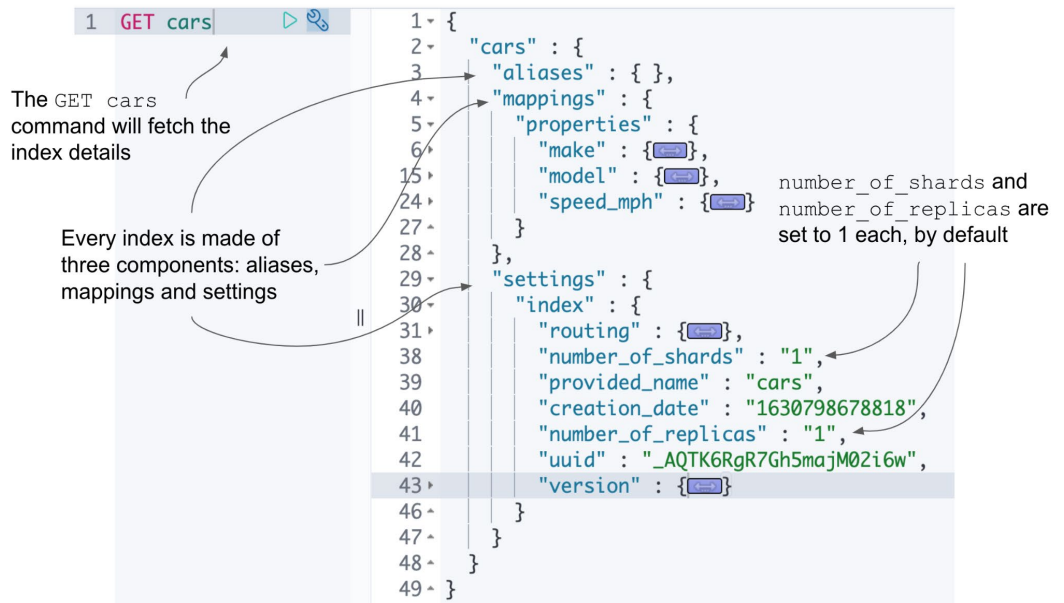 1 GET cars
The GET cars
command will fetch the
index details
Every index is made of
three components: aliases,
mappings and settings
1 {
2 "cars" : {
3 "aliases" : { },
4 "mappings" : {
5 "properties" : {
6 "make" : {},
15 "model" : {},
24 "speed_mph" : {}
27 }
28 },
29 "settings" : {
30 "index" : {
31 "routing" : {},
38 "number_of_shards" : "1",
39 "provided_name" : "cars",
40 "creation_date" : "1630798678818",
41 "number_of_replicas" : "1",
42 "uuid" : "_AQTK6RgR7Gh5majM02i6w",
43 "version" : {}
46 }
47 }
48 }
49 }
number_of_shards and
number_of_replicas are
set to 1 each, by default